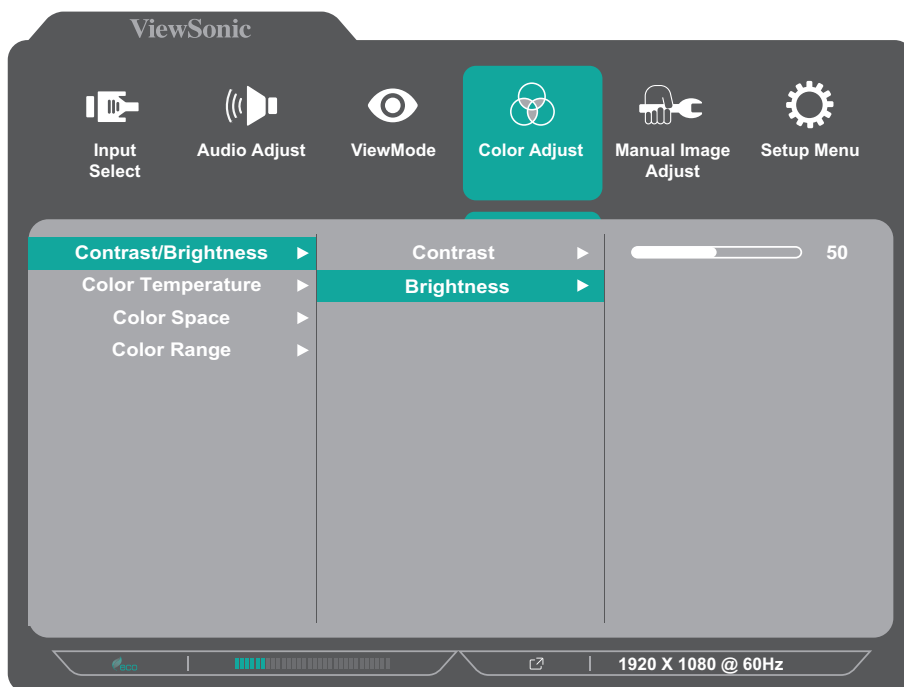 ViewSonic
Input
Select
Audio Adjust
ViewMode
Color Adjust
Manual Image
Adjust
Setup Menu
Contrast/Brightness
Contrast
50
Color Temperature
Brightness
Color Space
Color Range
eco
1920 X 1080 @ 60Hz